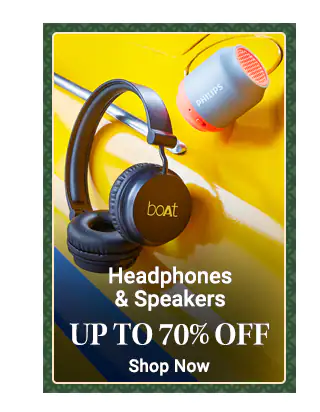 PHILIPS
boAt
Headphones
& Speakers
UP TO 70% OFF
Shop Now